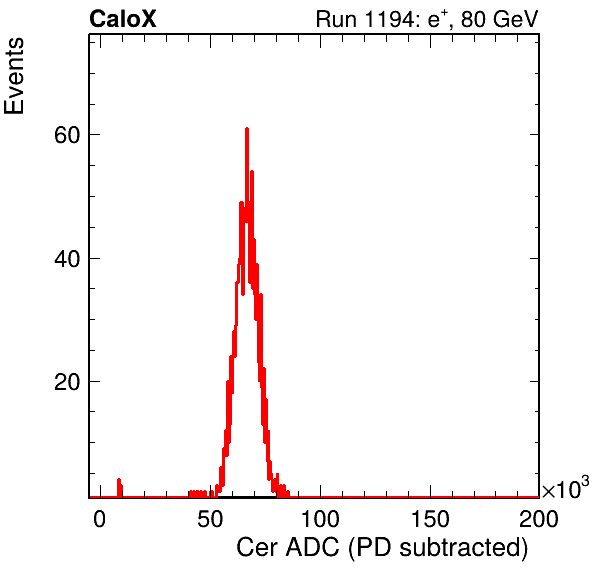 CaloX Run 1194: e⁺, 80 GeV
Events
60
40
20
0 50 100 150 200
×10³
Cer ADC (PD subtracted)